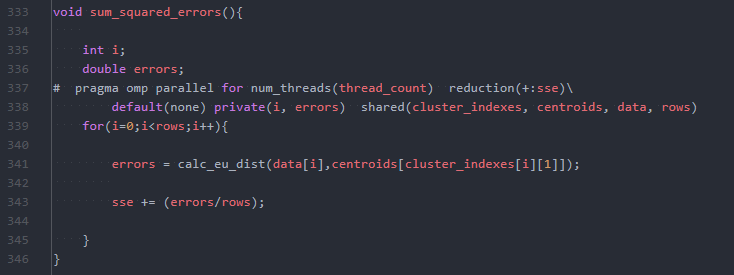 333 void sum_squared_errors(){
334
335     int i;
336     double errors;
337 #  pragma omp parallel for num_threads(thread_count)  reduction(+:sse)\
338         default(none) private(i, errors)  shared(cluster_indexes, centroids, data, rows)
339     for(i=0;i<rows;i++){
340
341         errors = calc_eu_dist(data[i],centroids[cluster_indexes[i][1]]);
342
343         sse += (errors/rows);
344
345     }
346 }